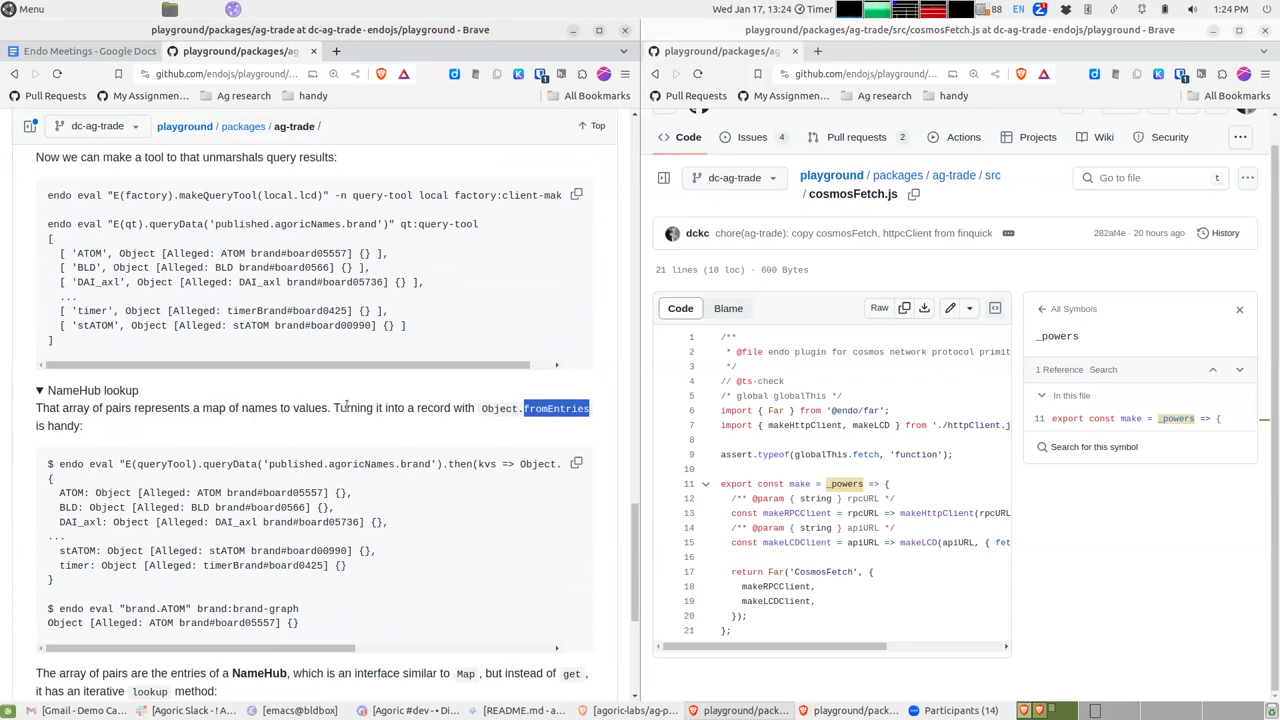 Menu
Wed Jan 17, 13:24
Timer
88
EN
1:24 PM
playground/packages/ag-trade at dc-ag-trade · endojs/playground - Brave
playground/packages/ag-trade/src/cosmosFetch.js at dc-ag-trade · endojs/playground - Brave
Endo Meetings - Google Docs
playground/packages/ag
playground/packages/ag
github.com/endojs/playground/...
github.com/endojs/playground/...
Pull Requests
My Assignmen...
Ag research
handy
All Bookmarks
Pull Requests
My Assignmen...
Ag research
handy
All Bookmarks
dc-ag-trade
playground / packages / ag-trade /
Top
Now we can make a tool to that unmarshals query results:
endo eval "E(factory).makeQueryTool(local.lcd)" -n query-tool local factory:client-mak
endo eval "E(qt).queryData('published.agoricNames.brand')" qt:query-tool
[
[ 'ATOM', Object [Alleged: ATOM brand#board05557] {} ],
[ 'BLD', Object [Alleged: BLD brand#board0566] {} ],
[ 'DAI_axl', Object [Alleged: DAI_axl brand#board05736] {} ],
...
[ 'timer', Object [Alleged: timerBrand#board0425] {} ],
[ 'stATOM', Object [Alleged: stATOM brand#board00990] {} ]
]
▼ NameHub lookup
That array of pairs represents a map of names to values. Turning it into a record with Object.fromEntries
is handy:
$ endo eval "E(queryTool).queryData('published.agoricNames.brand').then(kvs => Object.
{
ATOM: Object [Alleged: ATOM brand#board05557] {},
BLD: Object [Alleged: BLD brand#board0566] {},
DAI_axl: Object [Alleged: DAI_axl brand#board05736] {},
...
stATOM: Object [Alleged: stATOM brand#board00990] {},
timer: Object [Alleged: timerBrand#board0425] {}
}
$ endo eval "brand.ATOM" brand:brand-graph
Object [Alleged: ATOM brand#board05557] {}
The array of pairs are the entries of a NameHub, which is an interface similar to Map, but instead of get,
it has an iterative lookup method:
Code
Issues 4
Pull requests 2
Actions
Projects
Wiki
Security
dc-ag-trade
playground / packages / ag-trade / src
/ cosmosFetch.js
Go to file
t
dckc
chore(ag-trade): copy cosmosFetch, httpcClient from finquick
282af4e · 20 hours ago
History
21 lines (18 loc) · 600 Bytes
Code
Blame
Raw
1 /**
2 * @file endo plugin for cosmos network protocol primit
3 */
4 // @ts-check
5 /* global globalThis */
6 import { Far } from '@endo/far';
7 import { makeHttpClient, makeLCD } from './httpClient.j
8
9 assert.typeof(globalThis.fetch, 'function');
10
11 export const make = _powers => {
12 /** @param { string } rpcURL */
13 const makeRPCClient = rpcURL => makeHttpClient(rpcURL
14 /** @param { string } apiURL */
15 const makeLCDClient = apiURL => makeLCD(apiURL, { fet
16
17 return Far('CosmosFetch', {
18 makeRPCClient,
19 makeLCDClient,
20 });
21 };
All Symbols
_powers
1 Reference Search
In this file
11 export const make = _powers => {
Search for this symbol
[Gmail - Demo Ca...
[Agoric Slack - ! A...
[emacs@bldbox]
[Agoric #dev - Di...
[README.md - a...
[agoric-labs/ag-p...
playground/pack...
playground/pack...
Participants (14)